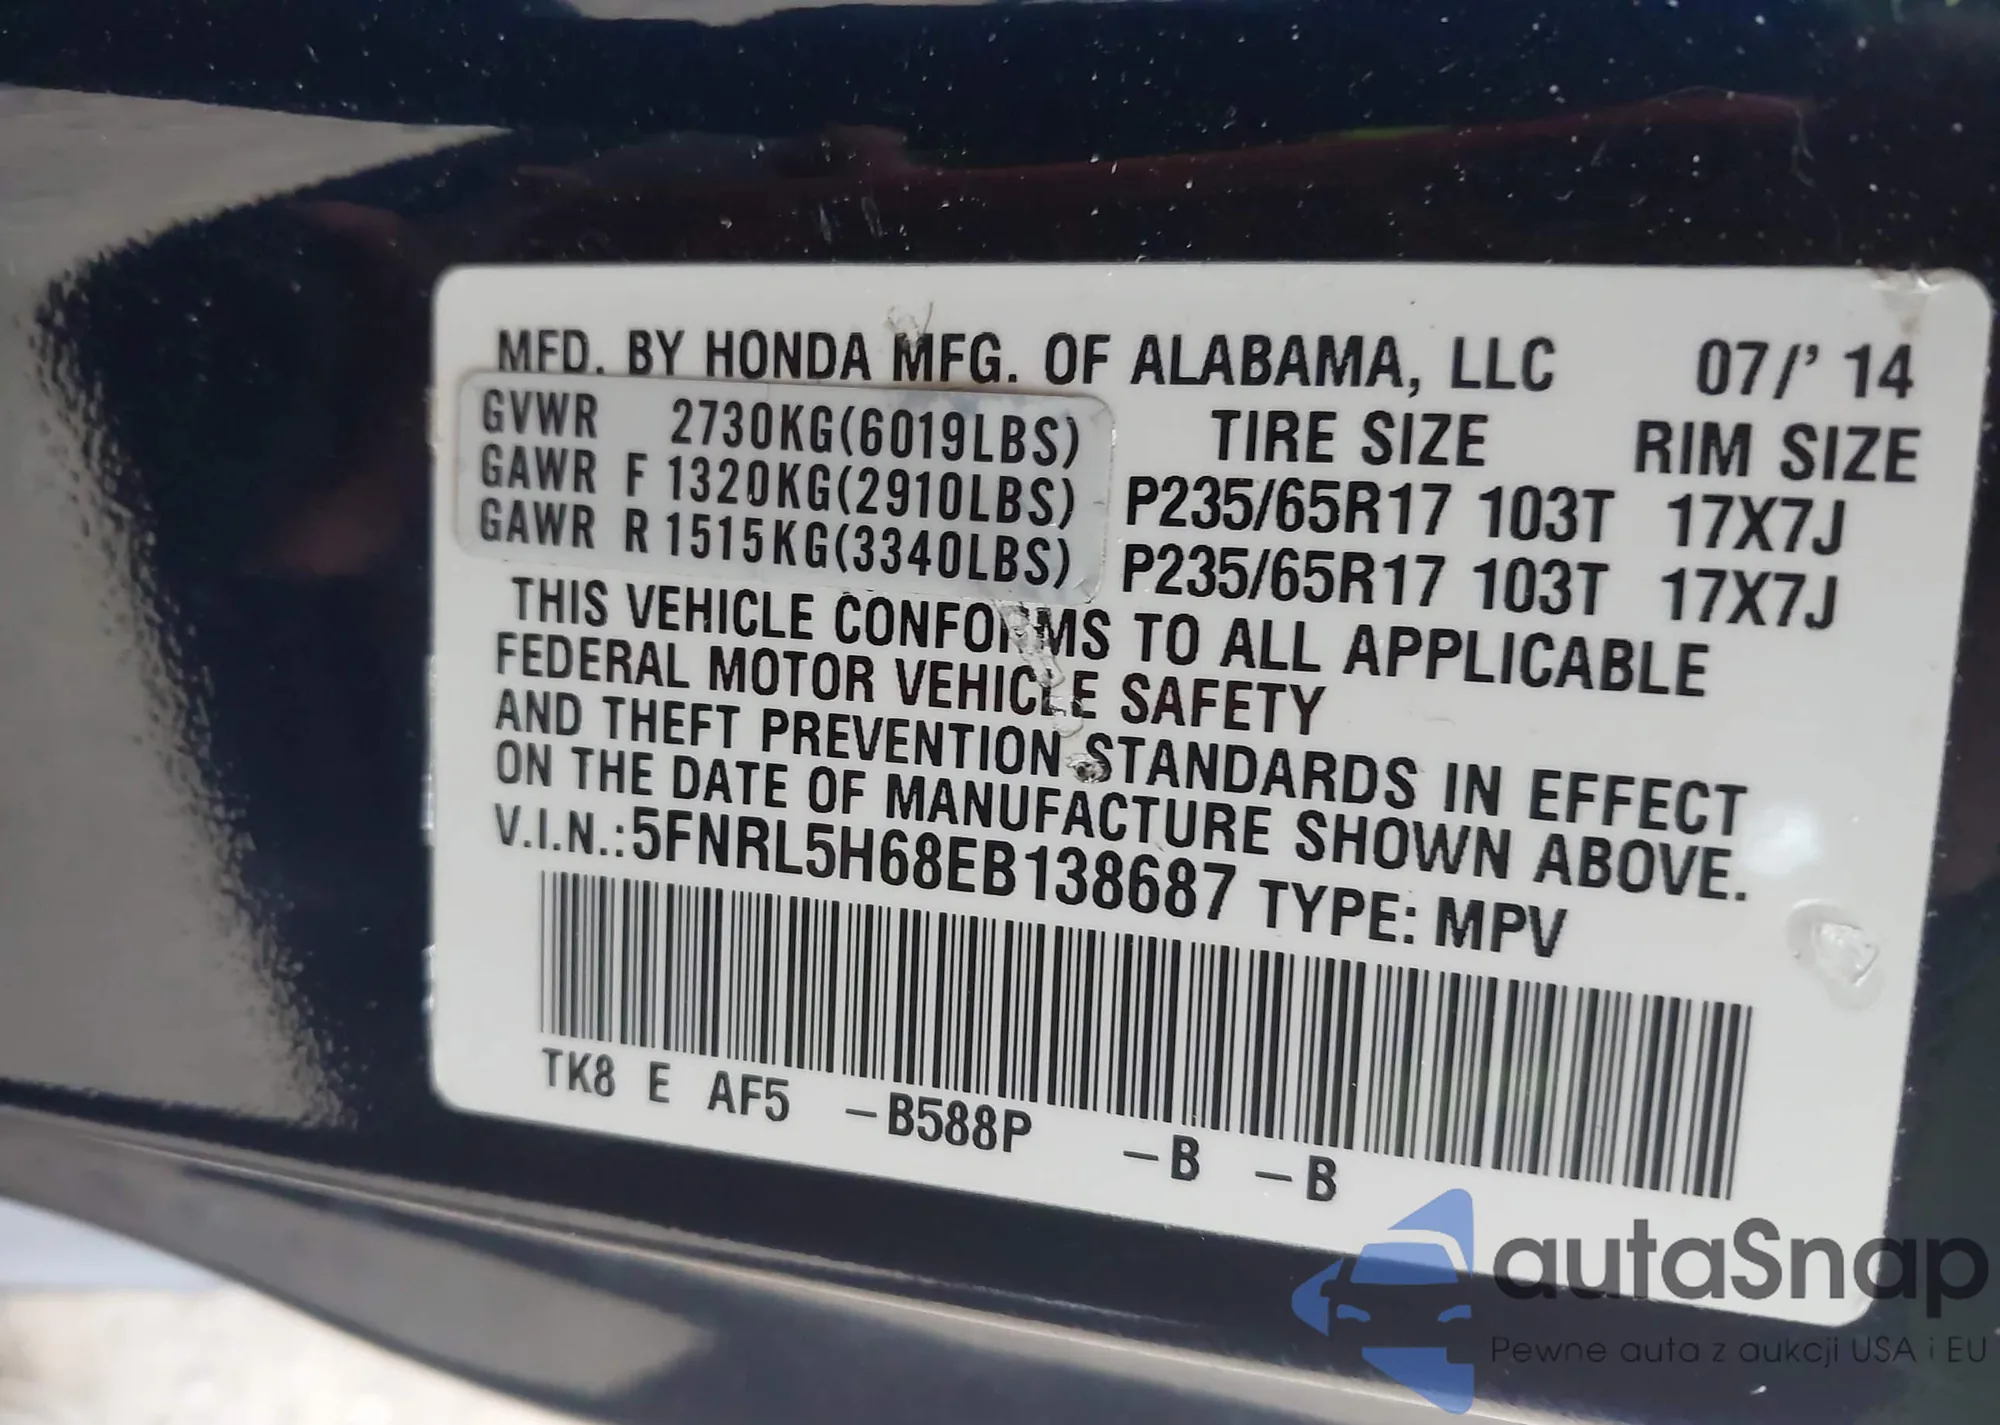 MFD. BY HONDA MFG. OF ALABAMA, LLC 07/' 14
GVWR 2730KG(6019LBS) TIRE SIZE RIM SIZE
GAWR F 1320KG(2910LBS) P235/65R17 103T 17X7J
GAWR R 1515KG(3340LBS) P235/65R17 103T 17X7J
THIS VEHICLE CONFORMS TO ALL APPLICABLE
FEDERAL MOTOR VEHICLE SAFETY
AND THEFT PREVENTION STANDARDS IN EFFECT
ON THE DATE OF MANUFACTURE SHOWN ABOVE.
V.I.N.:5FNRL5H68EB138687 TYPE: MPV
TK8 E AF5 –B588P –B –B
autaSnap
Pewne auta z aukcji USA i EU